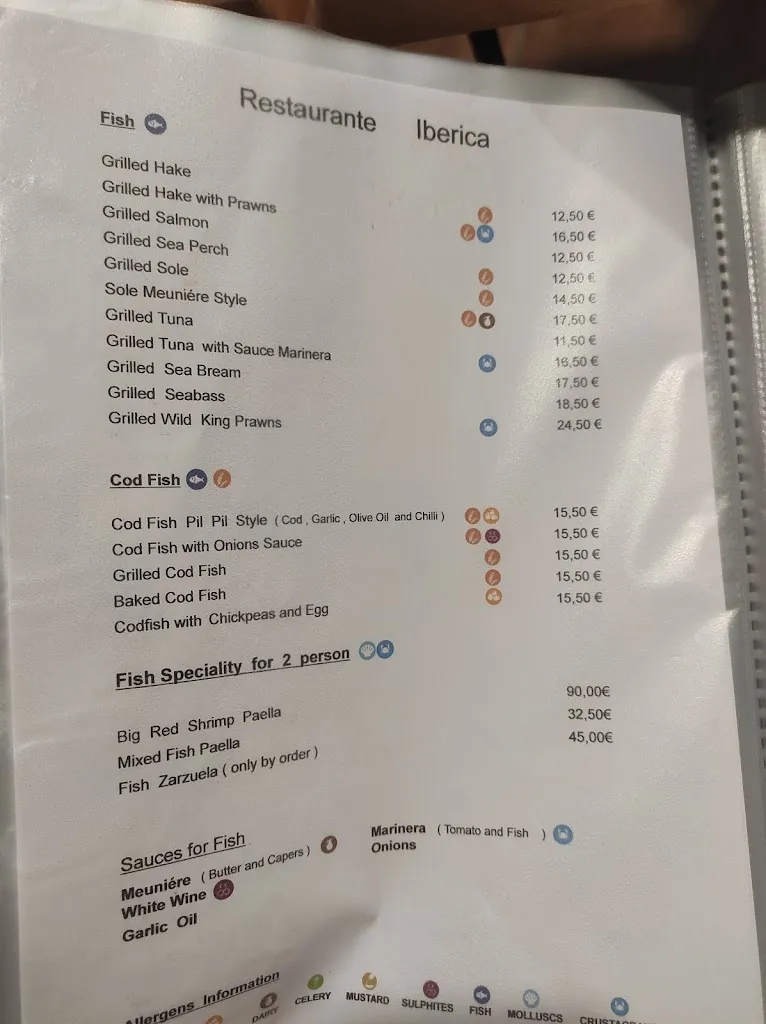 Restaurante Iberica
Fish
Grilled Hake 12,50 €
Grilled Hake with Prawns 16,50 €
Grilled Salmon 12,50 €
Grilled Sea Perch 12,50 €
Grilled Sole 14,50 €
Sole Meuniére Style 17,50 €
Grilled Tuna 11,50 €
Grilled Tuna with Sauce Marinera 16,50 €
Grilled Sea Bream 17,50 €
Grilled Seabass 18,50 €
Grilled Wild King Prawns 24,50 €
Cod Fish
Cod Fish Pil Pil Style ( Cod , Garlic , Olive Oil and Chilli ) 15,50 €
Cod Fish with Onions Sauce 15,50 €
Grilled Cod Fish 15,50 €
Baked Cod Fish 15,50 €
Codfish with Chickpeas and Egg 15,50 €
Fish Speciality for 2 person
Big Red Shrimp Paella 90,00€
Mixed Fish Paella 32,50€
Fish Zarzuela ( only by order ) 45,00€
Sauces for Fish
Meuniére ( Butter and Capers )
White Wine
Garlic Oil
Marinera ( Tomato and Fish )
Onions
Allergens Information
DAIRY CELERY MUSTARD SULPHITES FISH MOLLUSCS